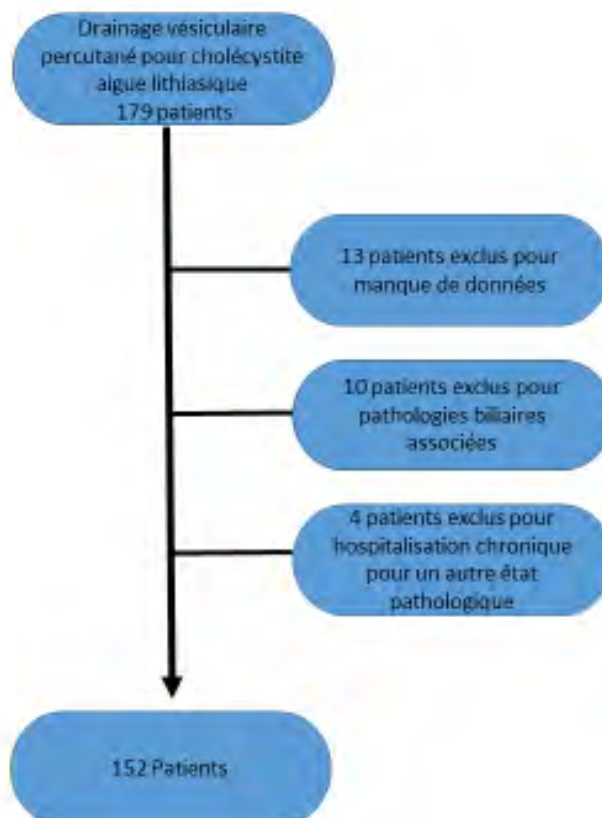 Drainage vésiculaire
percutané pour cholécystite
aigue lithiasique
179 patients
13 patients exclus pour
manque de données
10 patients exclus pour
pathologies biliaires
associées
4 patients exclus pour
hospitalisation chronique
pour un autre état
pathologique
152 Patients